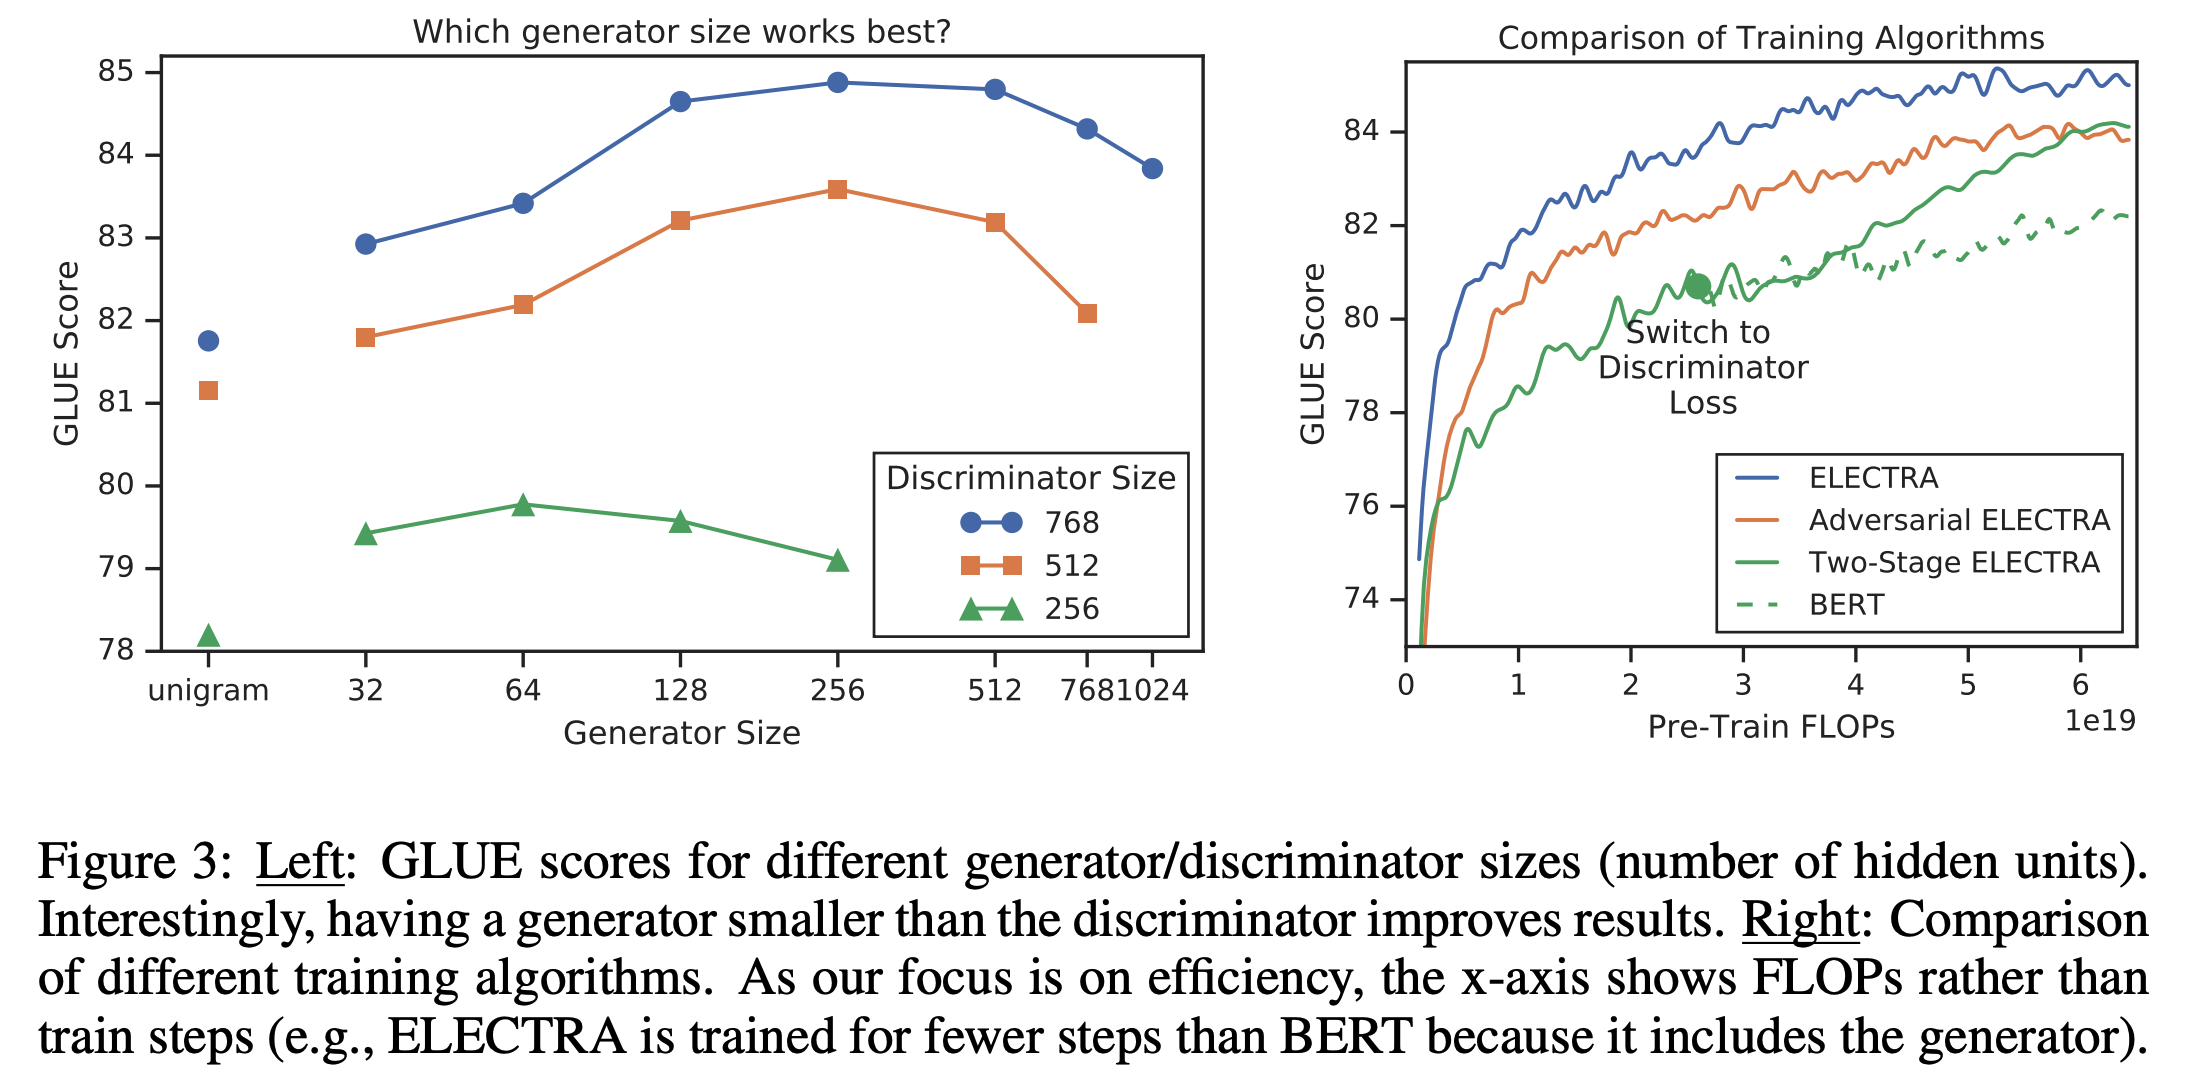 Which generator size works best?
85
84
83
82
81
80
79
78
GLUE Score
unigram
32
64
128
256
512
768
1024
Generator Size
Discriminator Size
768
512
256
Comparison of Training Algorithms
84
82
80
78
76
74
GLUE Score
Switch to
Discriminator
Loss
ELECTRA
Adversarial ELECTRA
Two-Stage ELECTRA
BERT
0
1
2
3
4
5
6
1e19
Pre-Train FLOPs
Figure 3: Left: GLUE scores for different generator/discriminator sizes (number of hidden units).
Interestingly, having a generator smaller than the discriminator improves results. Right: Comparison
of different training algorithms. As our focus is on efficiency, the x-axis shows FLOPs rather than
train steps (e.g., ELECTRA is trained for fewer steps than BERT because it includes the generator).